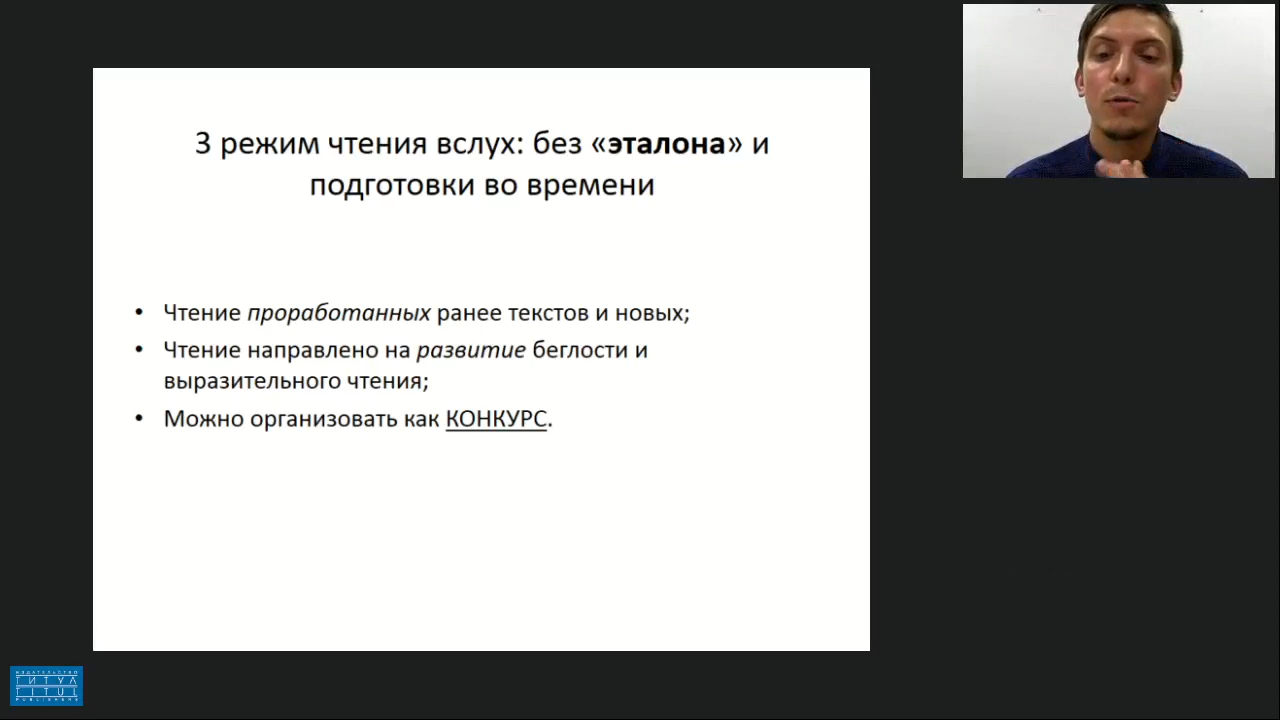 3 режим чтения вслух: без «эталона» и
подготовки во времени
• Чтение проработанных ранее текстов и новых;
• Чтение направлено на развитие беглости и
выразительного чтения;
• Можно организовать как КОНКУРС.
ИЗДАТЕЛЬСТВО
ТИТУЛ
TITUL
PUBLISHERS